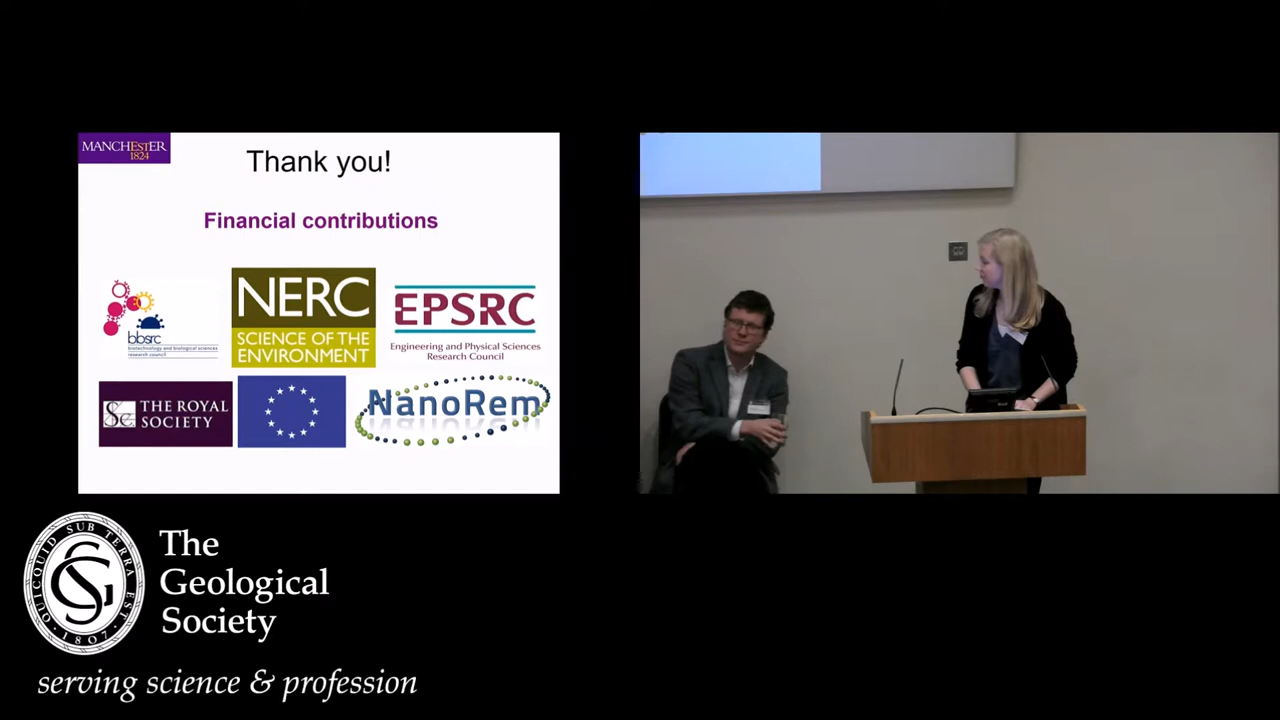 MANCHESTER
1824
Thank you!
Financial contributions
bbsrc
biotechnology and biological sciences
research council
NERC
SCIENCE OF THE
ENVIRONMENT
EPSRC
Engineering and Physical Sciences
Research Council
THE ROYAL
SOCIETY
NanoRem
QUICQUID SUB TERRA EST
1807
The
Geological
Society
serving science & profession